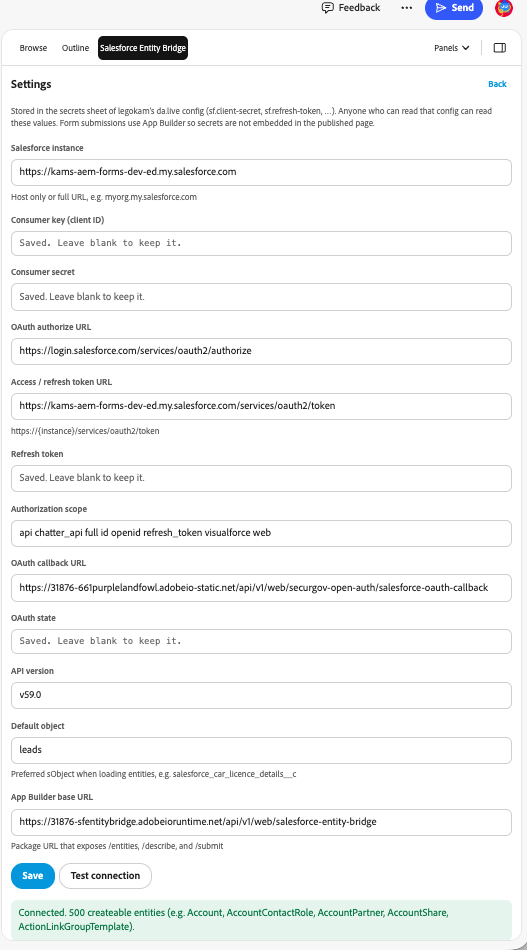 Feedback
Send
Browse
Outline
Salesforce Entity Bridge
Panels
Settings
Back
Stored in the secrets sheet of legokam's da.live config (sf.client-secret, sf.refresh-token, ...). Anyone who can read that config can read
these values. Form submissions use App Builder so secrets are not embedded in the published page.
Salesforce instance
https://kams-aem-forms-dev-ed.my.salesforce.com
Host only or full URL, e.g. myorg.my.salesforce.com
Consumer key (client ID)
Saved. Leave blank to keep it.
Consumer secret
Saved. Leave blank to keep it.
OAuth authorize URL
https://login.salesforce.com/services/oauth2/authorize
Access / refresh token URL
https://kams-aem-forms-dev-ed.my.salesforce.com/services/oauth2/token
https://{instance}/services/oauth2/token
Refresh token
Saved. Leave blank to keep it.
Authorization scope
api chatter_api full id openid refresh_token visualforce web
OAuth callback URL
https://31876-661purplelandfowl.adobeio-static.net/api/v1/web/securgov-open-auth/salesforce-oauth-callback
OAuth state
Saved. Leave blank to keep it.
API version
v59.0
Default object
leads
Preferred sObject when loading entities, e.g. salesforce_car_licence_details__c
App Builder base URL
https://31876-sfentitybridge.adobeioruntime.net/api/v1/web/salesforce-entity-bridge
Package URL that exposes /entities, /describe, and /submit
Save
Test connection
Connected. 500 createable entities (e.g. Account, AccountContactRole, AccountPartner, AccountShare,
ActionLinkGroupTemplate).